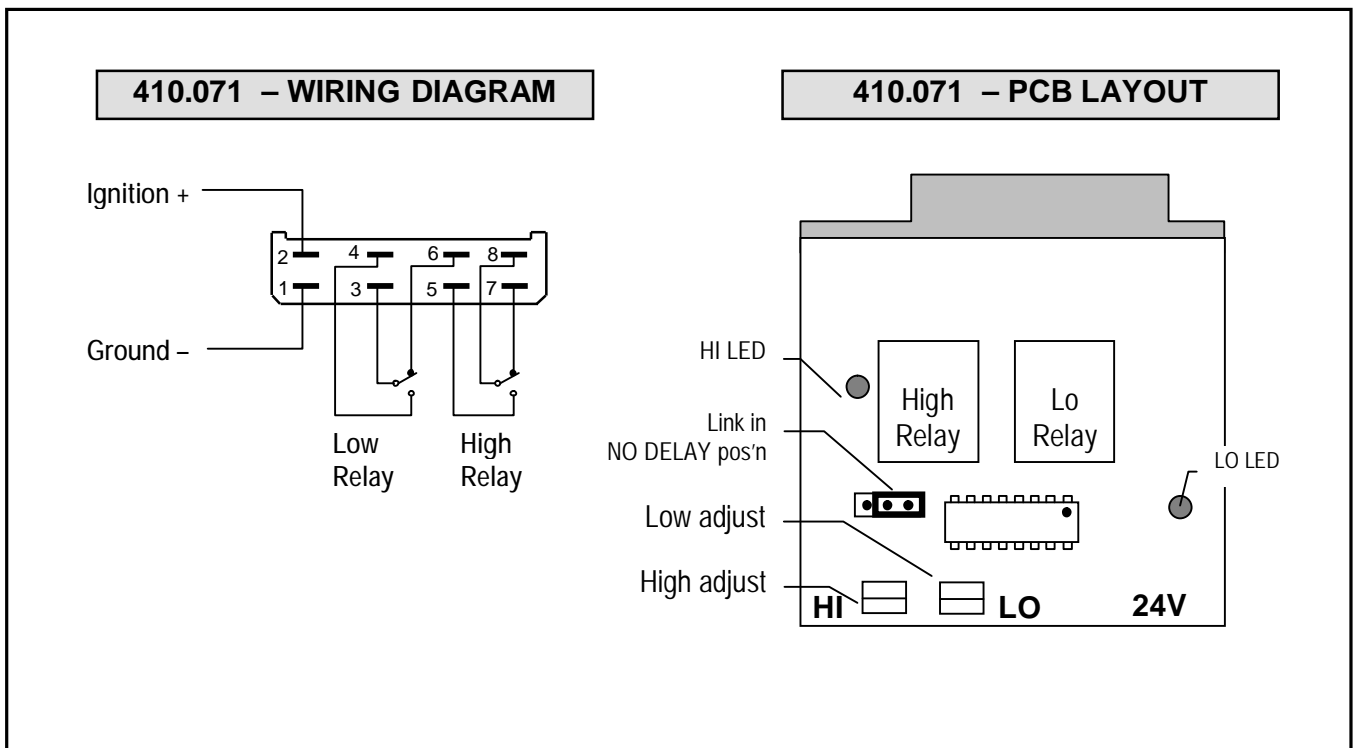 410.071 – WIRING DIAGRAM
Ignition +
2 4 6 8
1 3 5 7
Ground –
Low
Relay
High
Relay
410.071 – PCB LAYOUT
HI LED
High
Relay
Lo
Relay
Link in
NO DELAY pos'n
LO LED
Low adjust
High adjust
HI
LO
24V